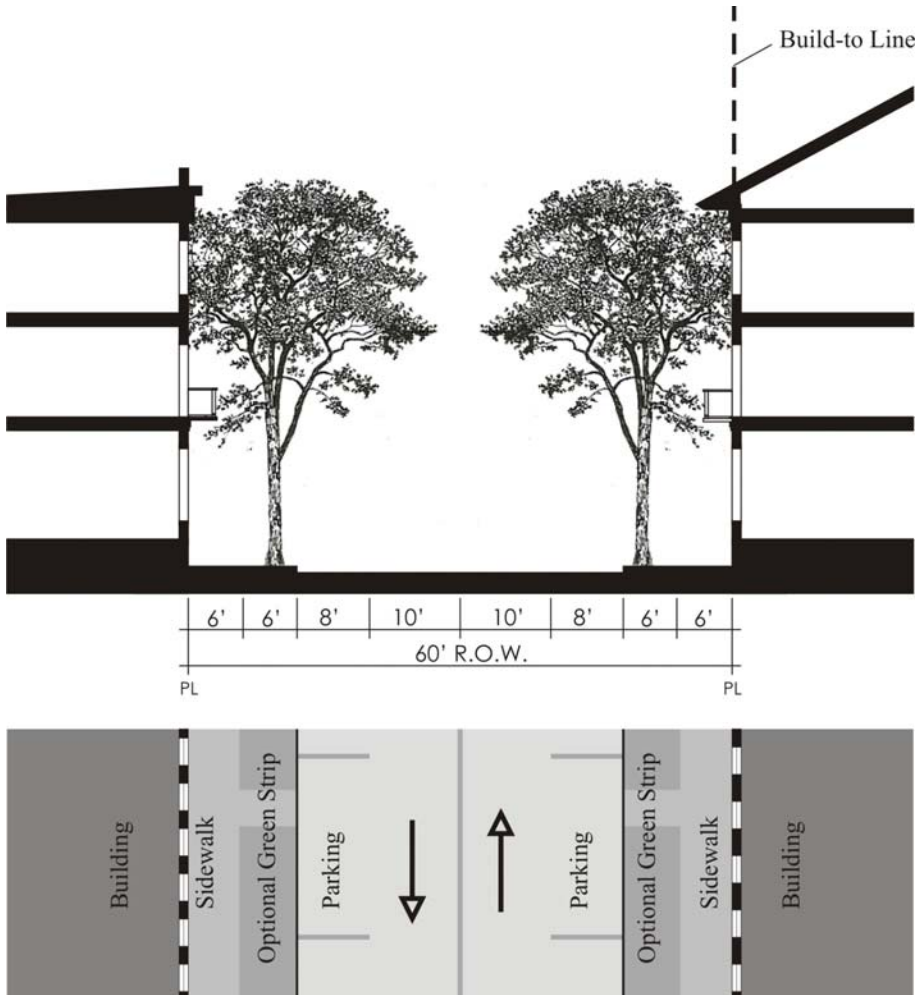 Build-to Line
6' 6' 8' 10' 10' 8' 6' 6'
60' R.O.W.
PL PL
Building
Sidewalk
Optional Green Strip
Parking
Parking
Optional Green Strip
Sidewalk
Building